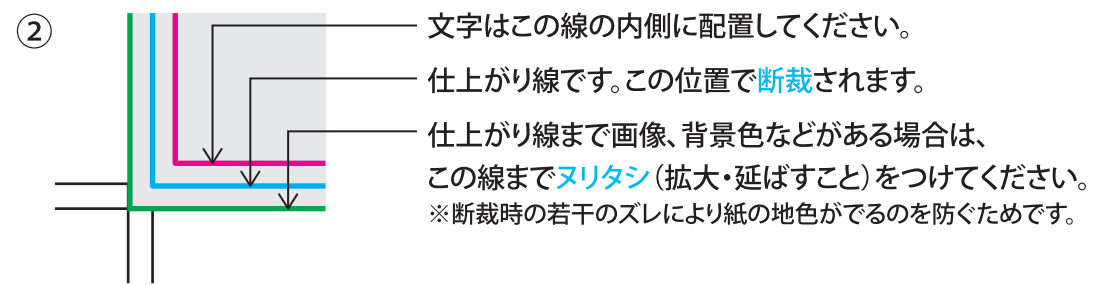 ②
文字はこの線の内側に配置してください。
仕上がり線です。この位置で断裁されます。
仕上がり線まで画像、背景色などがある場合は、
この線までヌリタシ（拡大・延ばすこと）をつけてください。
※断裁時の若干のズレにより紙の地色がでるのを防ぐためです。